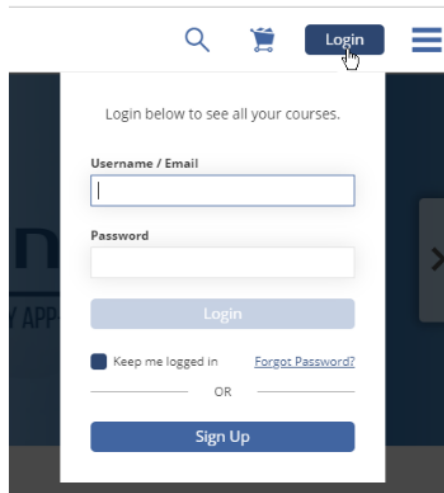 Login
Login below to see all your courses.
Username / Email
Password
Login
Keep me logged in Forgot Password?
OR
Sign Up
n
Y APP